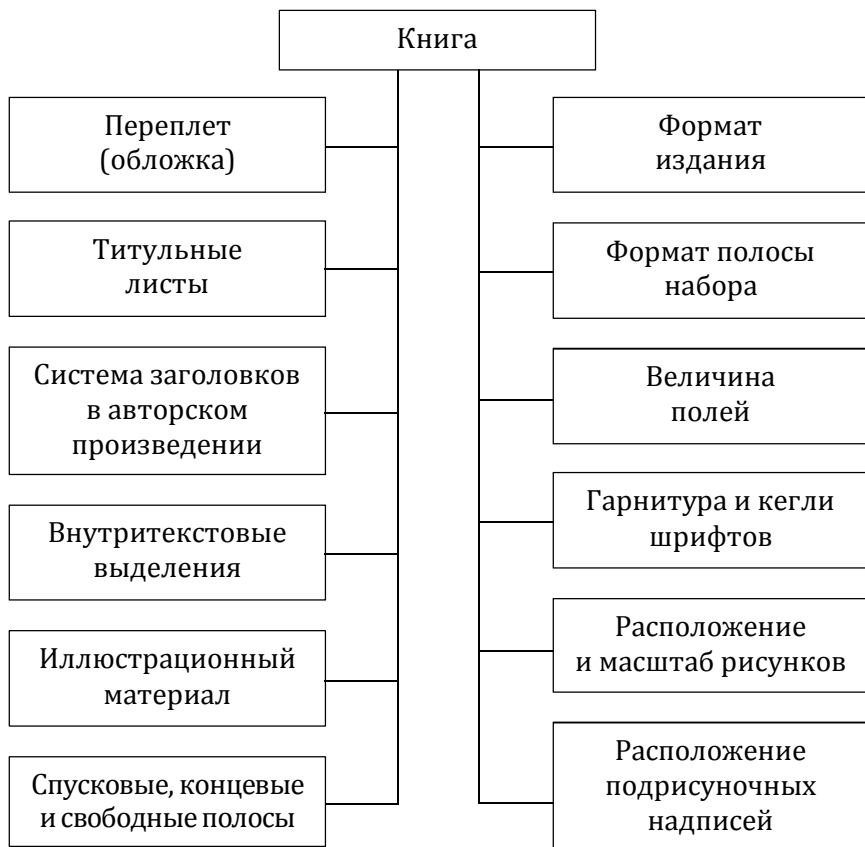 Книга
Переплет
(обложка)
Титульные
листы
Система заголовков
в авторском
произведении
Внутритекстовые
выделения
Иллюстрационный
материал
Спусковые, концевые
и свободные полосы
Формат
издания
Формат полосы
набора
Величина
полей
Гарнитура и кегли
шрифтов
Расположение
и масштаб рисунков
Расположение
подрисуночных
надписей